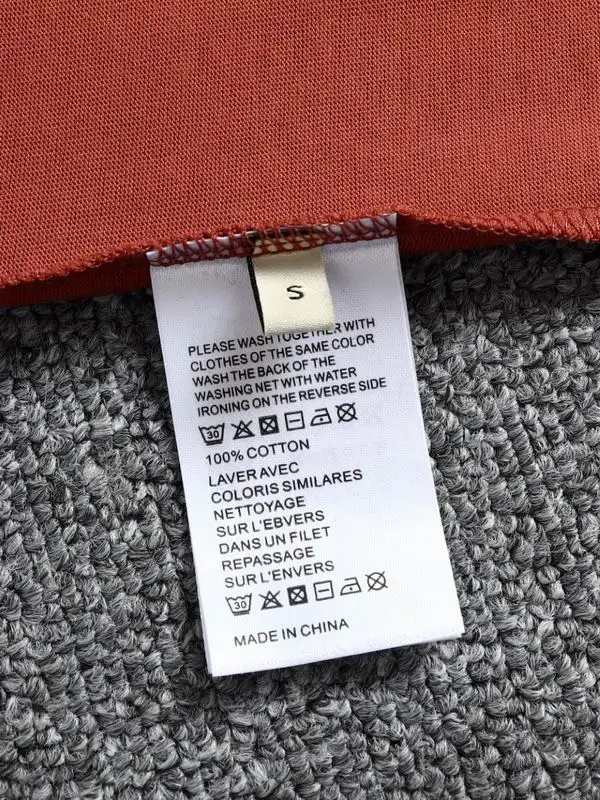 S
PLEASE WASH TOGETHER WITH
CLOTHES OF THE SAME COLOR
WASH THE BACK OF THE
WASHING NET WITH WATER
IRONING ON THE REVERSE SIDE
30
100% COTTON
LAVER AVEC
COLORIS SIMILARES
NETTOYAGE
SUR L'EBVERS
DANS UN FILET
REPASSAGE
SUR L'ENVERS
30
MADE IN CHINA